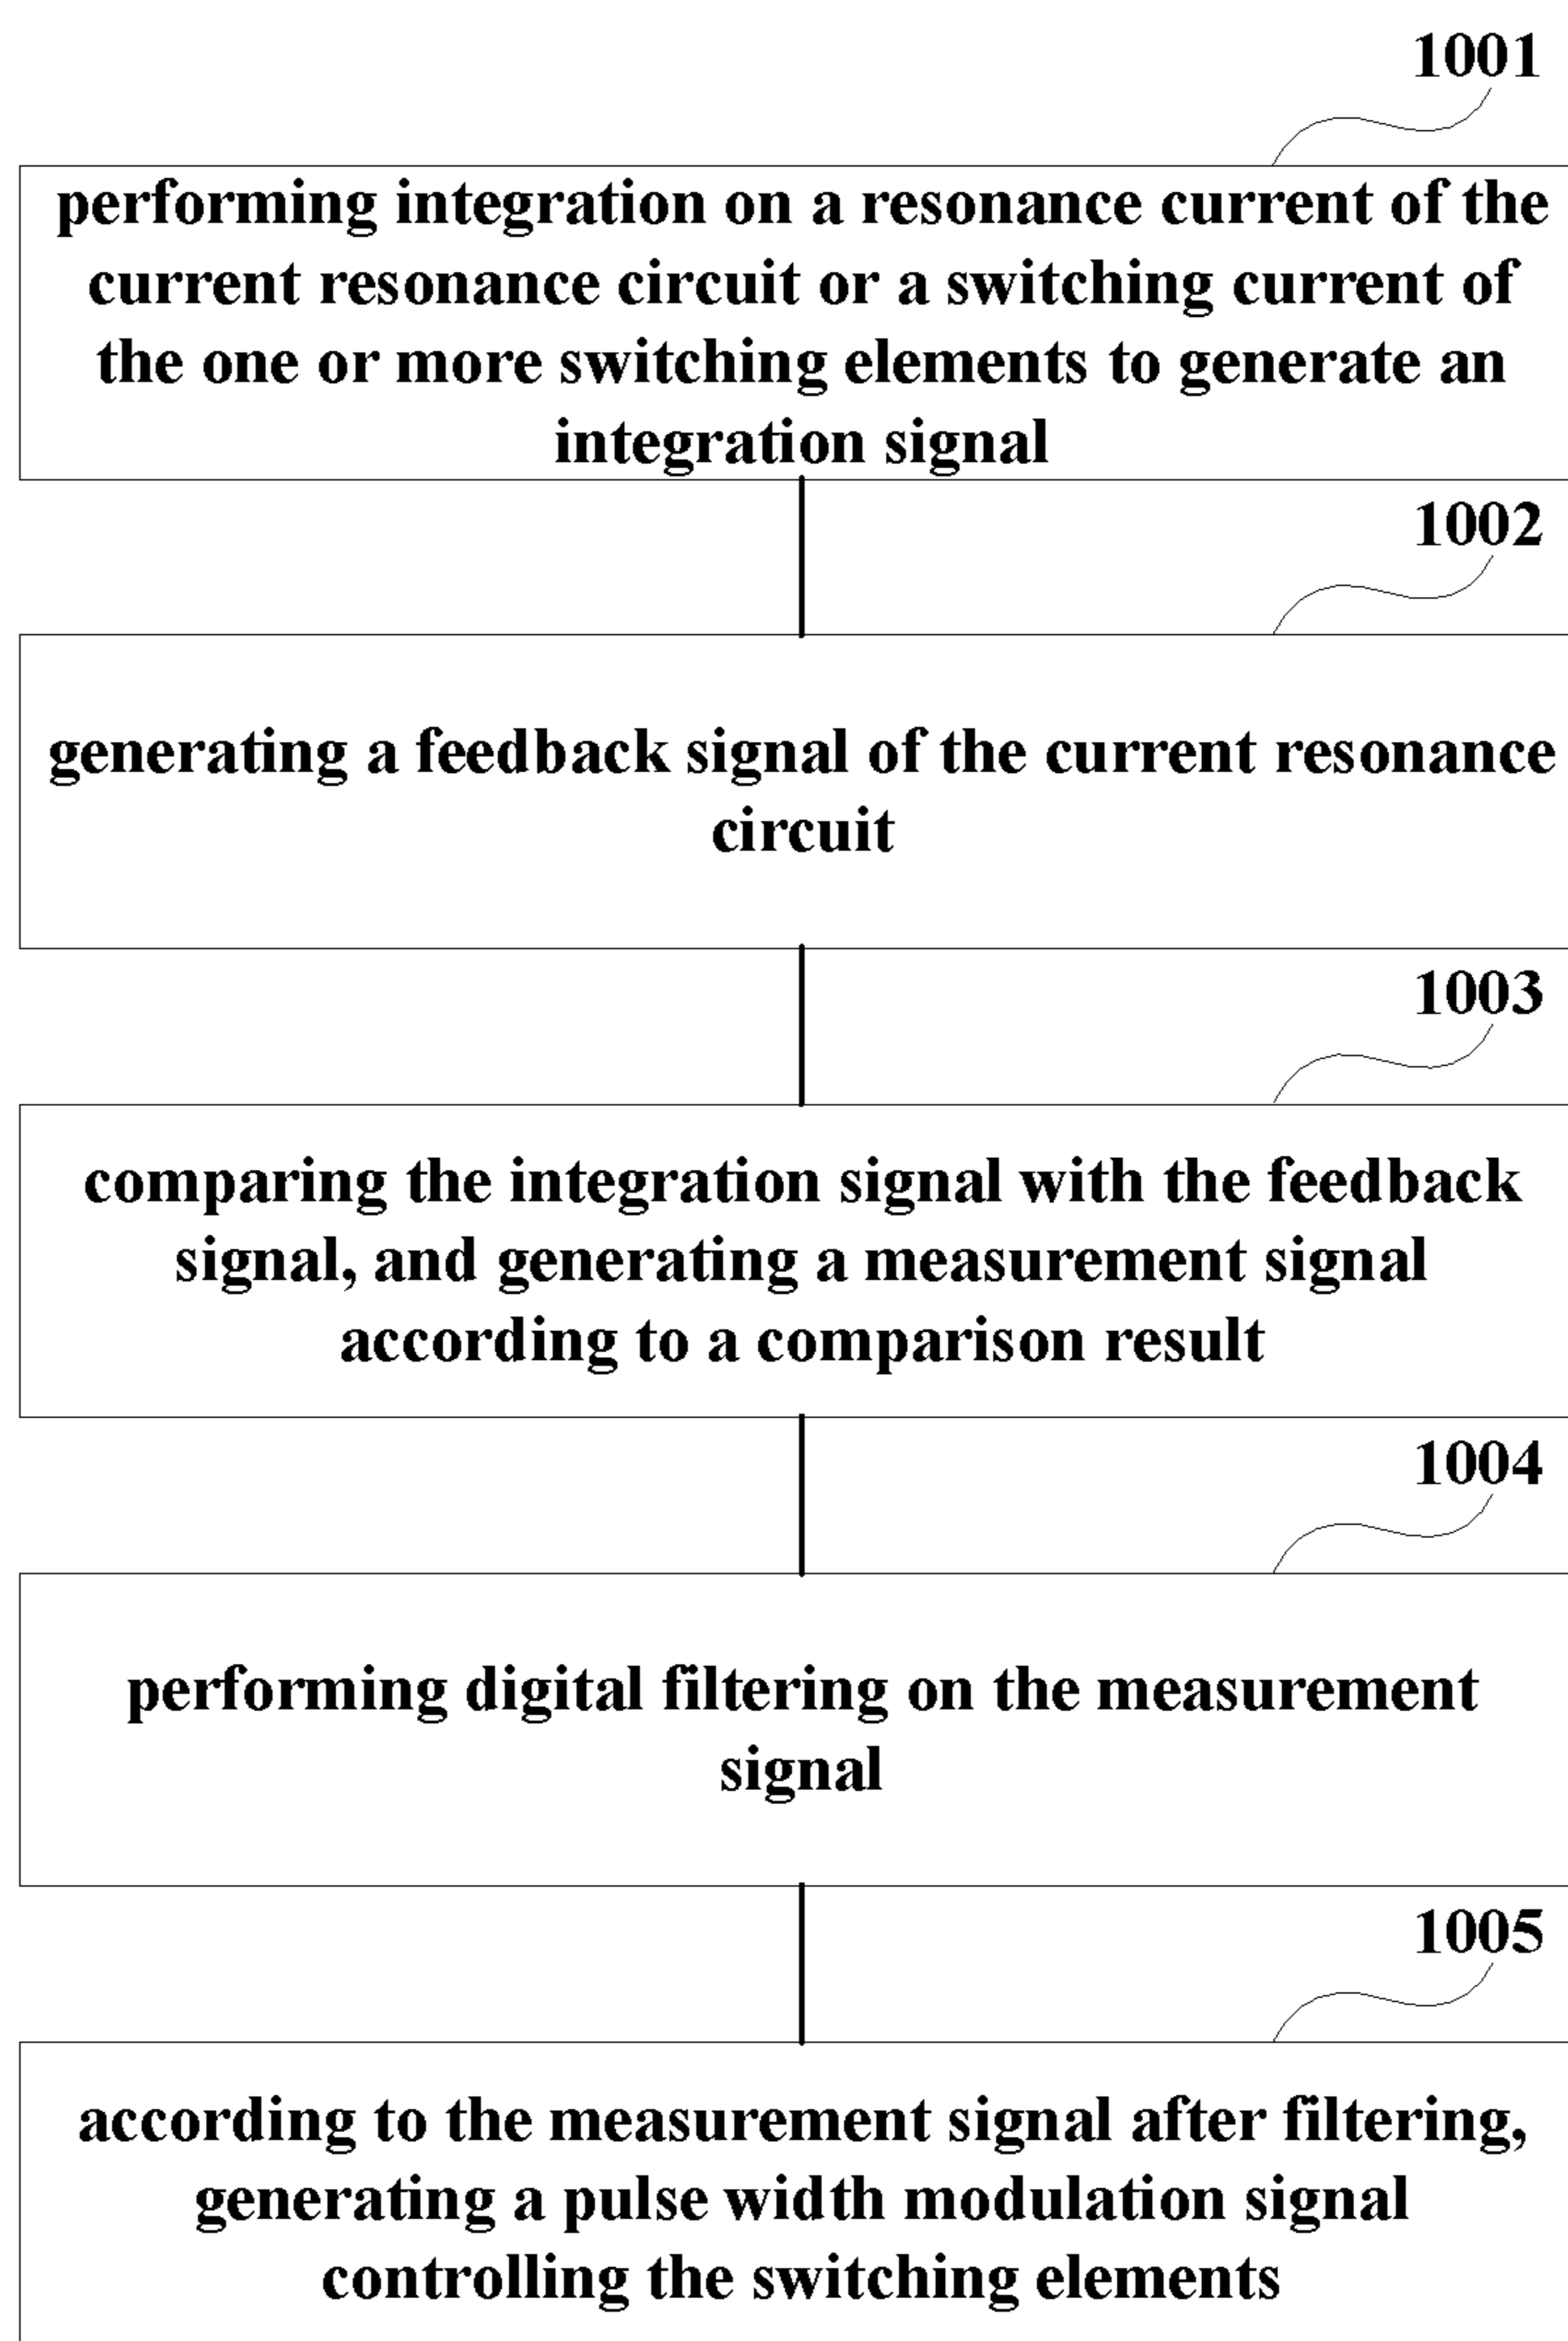 1001
performing integration on a resonance current of the
current resonance circuit or a switching current of
the one or more switching elements to generate an
integration signal
1002
generating a feedback signal of the current resonance
circuit
1003
comparing the integration signal with the feedback
signal, and generating a measurement signal
according to a comparison result
1004
performing digital filtering on the measurement
signal
1005
according to the measurement signal after filtering,
generating a pulse width modulation signal
controlling the switching elements